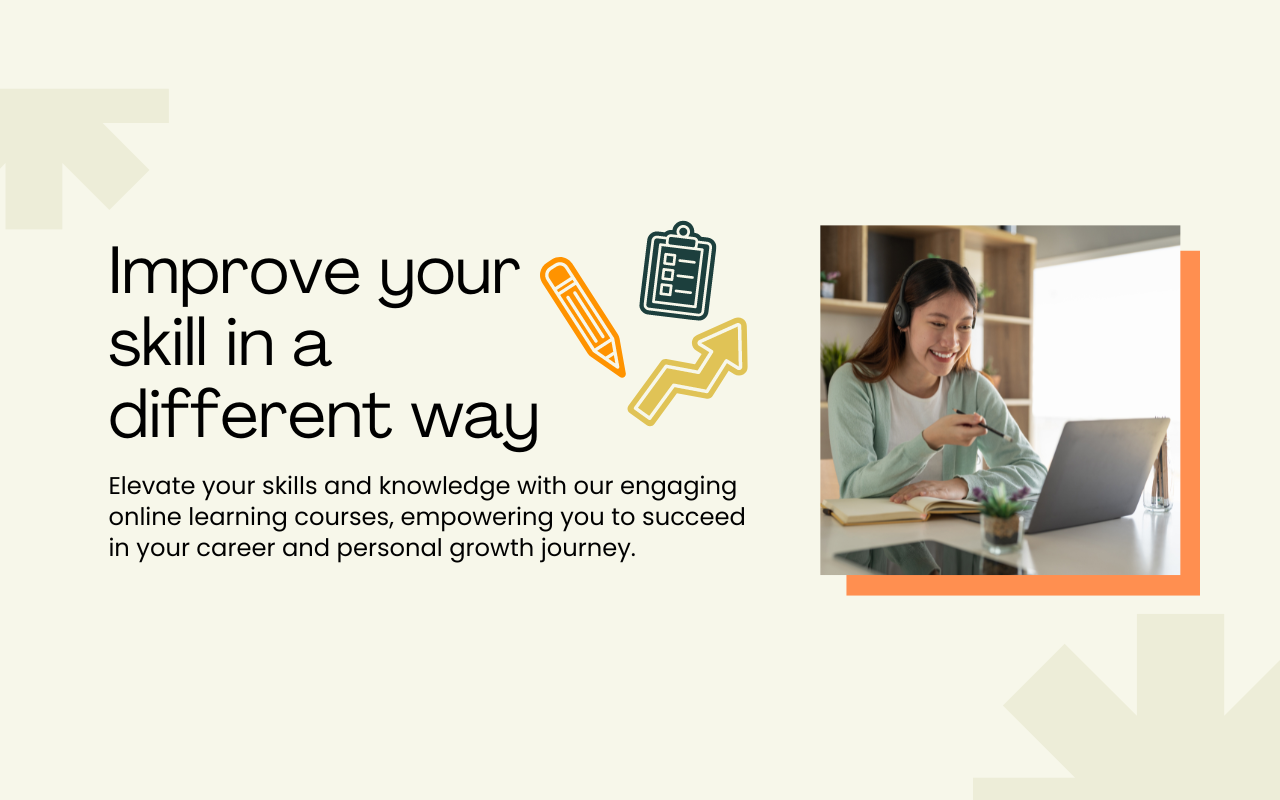 Improve your
skill in a
different way
Elevate your skills and knowledge with our engaging
online learning courses, empowering you to succeed
in your career and personal growth journey.